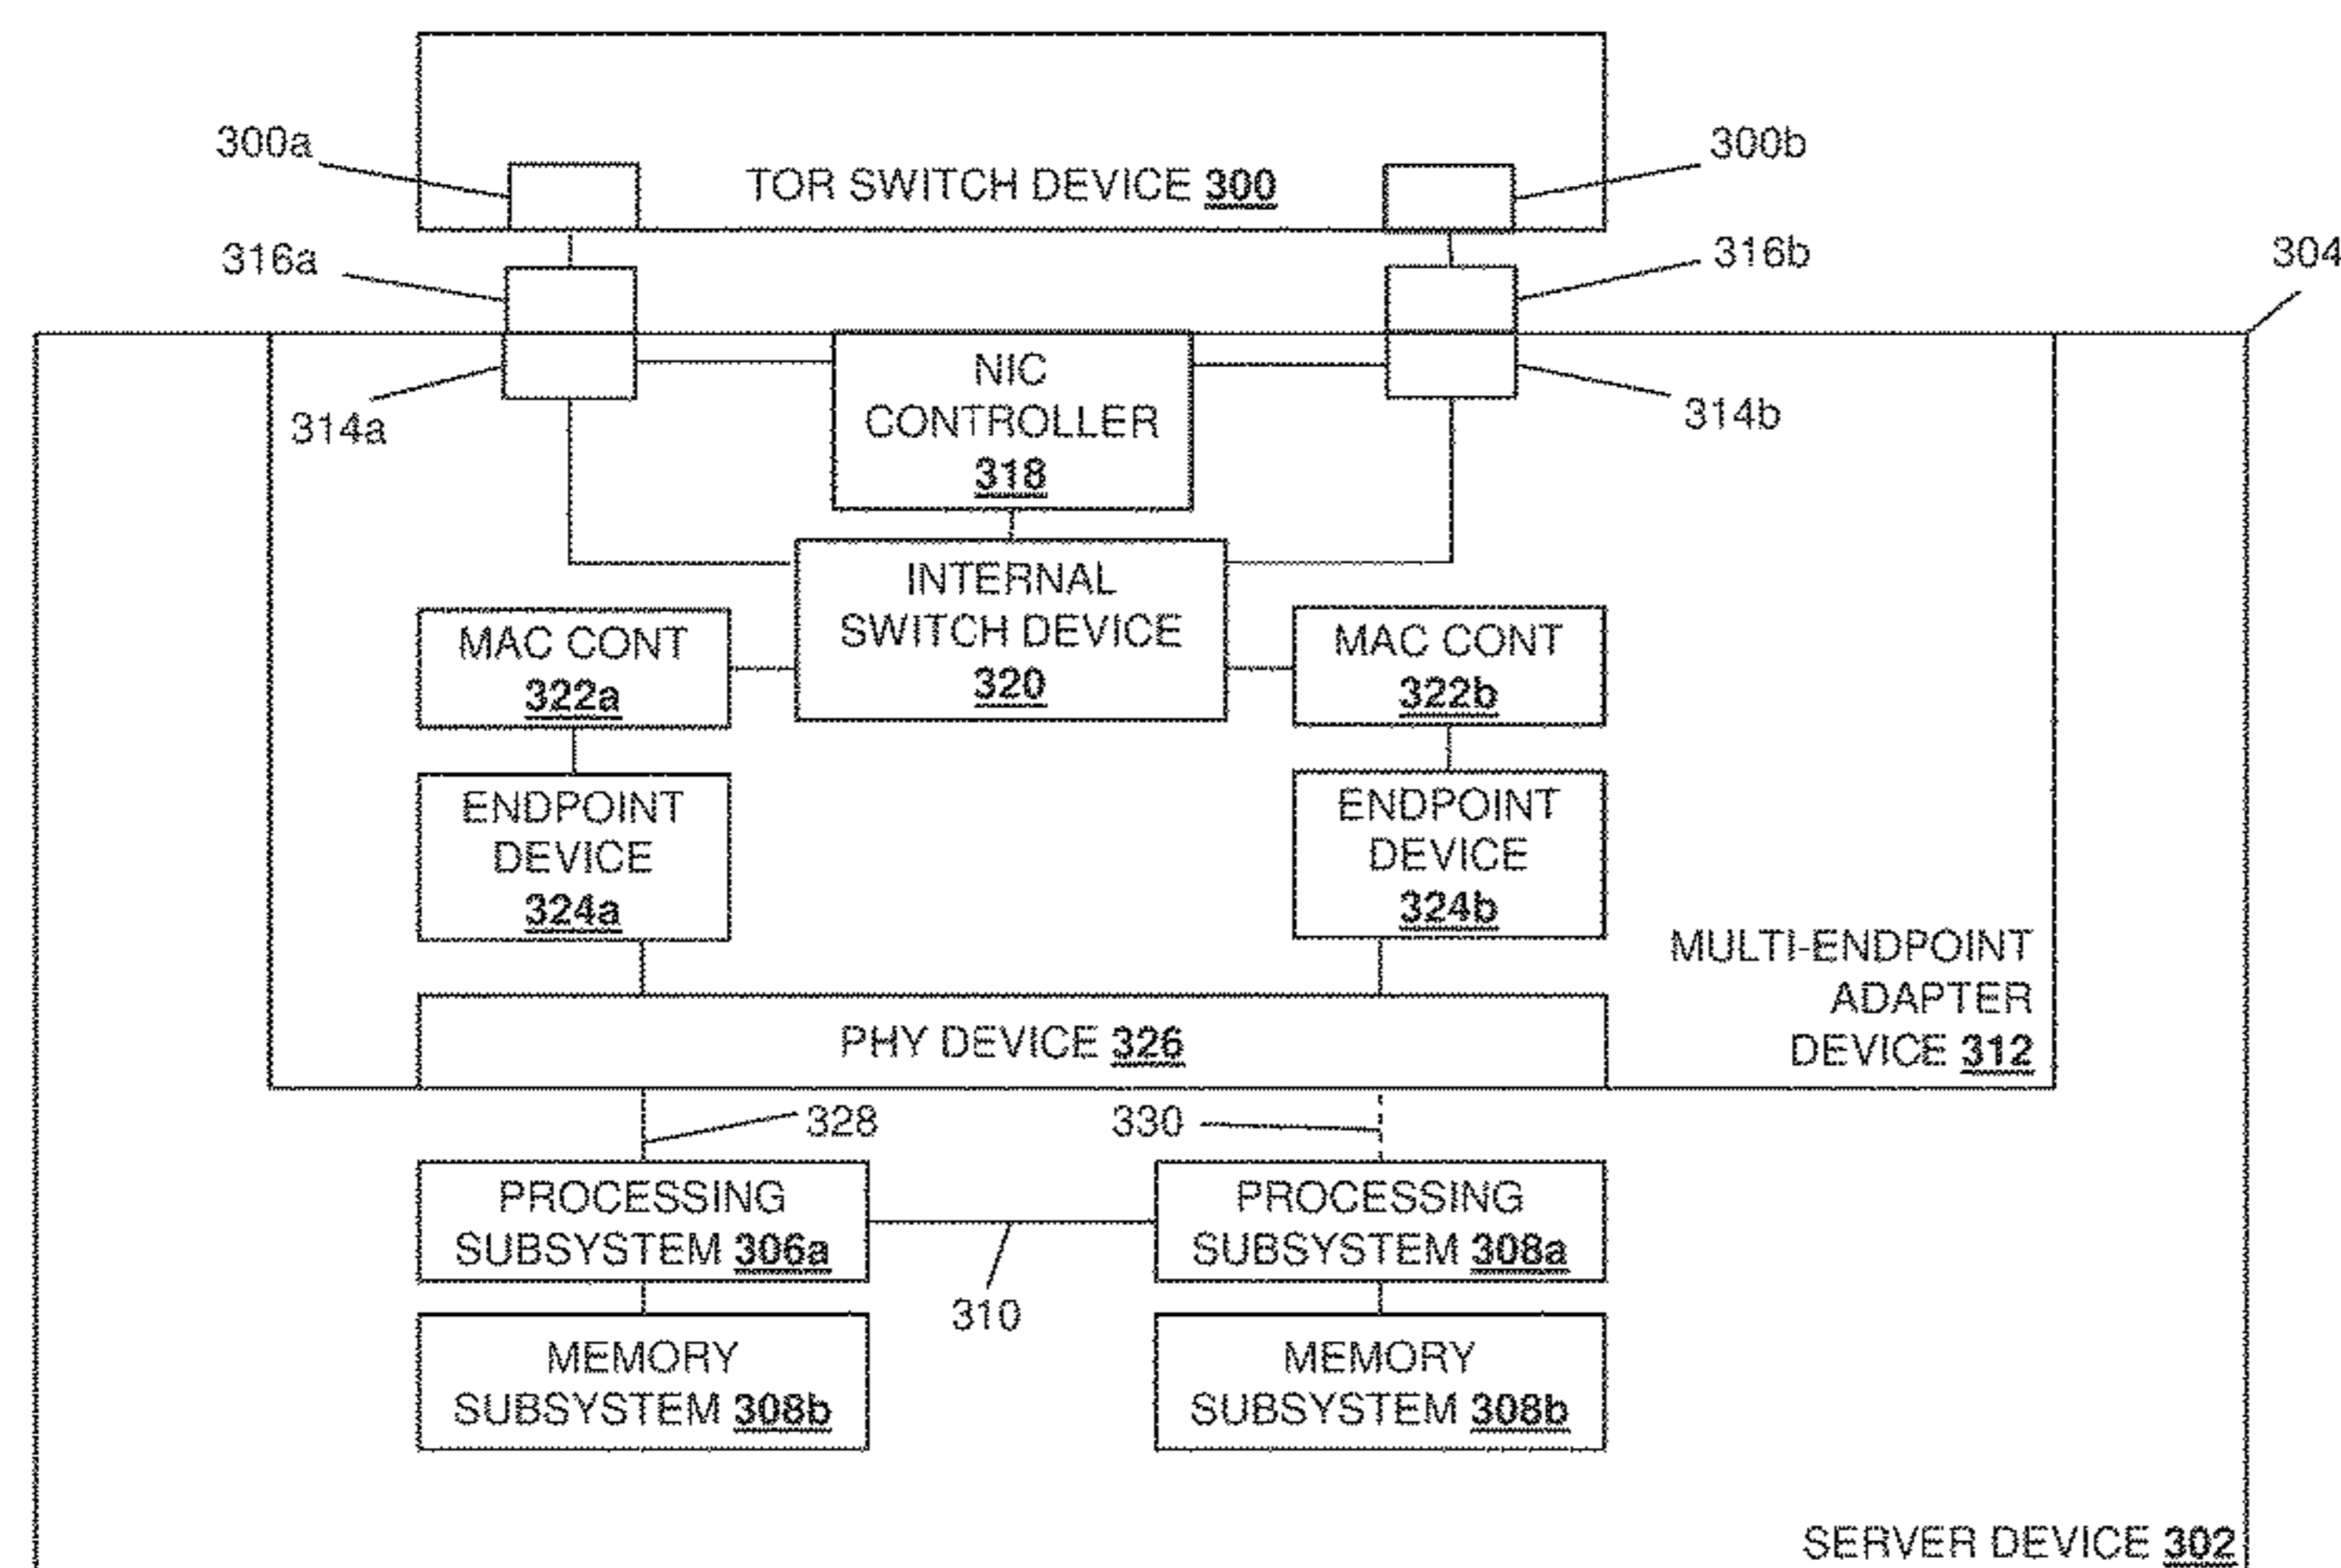 300a
300b
TOR SWITCH DEVICE 300
316a
316b
304
314a
314b
NIC
CONTROLLER
318
INTERNAL
SWITCH DEVICE
320
MAC CONT
322a
MAC CONT
322b
ENDPOINT
DEVICE
324a
ENDPOINT
DEVICE
324b
MULTI-ENDPOINT
ADAPTER
DEVICE 312
PHY DEVICE 326
328
330
PROCESSING
SUBSYSTEM 306a
PROCESSING
SUBSYSTEM 308a
310
MEMORY
SUBSYSTEM 308b
MEMORY
SUBSYSTEM 308b
SERVER DEVICE 302